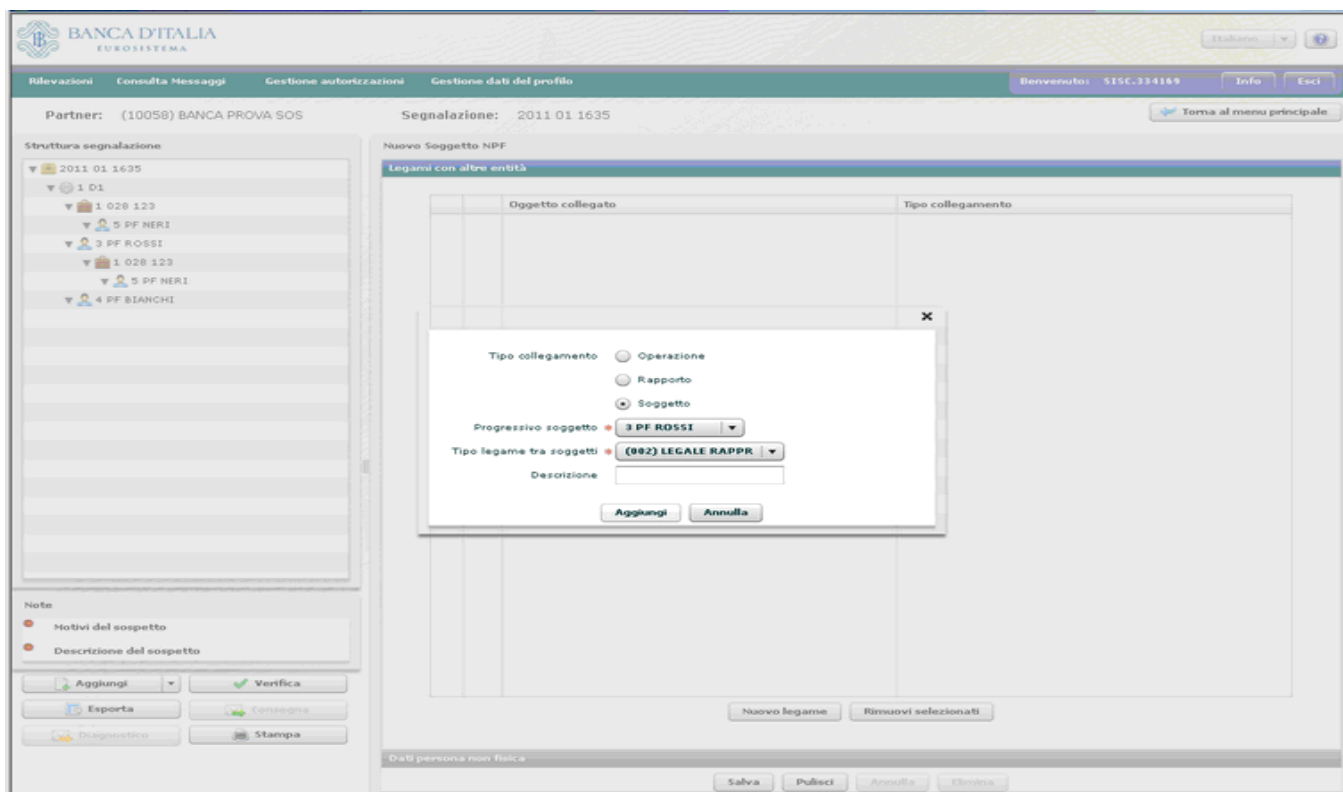 BANCA D'ITALIA
EUROSISTEMA
Italiano
Rilevazioni Consulta Messaggi Gestione autorizzazioni Gestione dati del profilo Benvenuto: SISC.334169 Info Esci
Partner: (10058) BANCA PROVA SOS Segnalazione: 2011 01 1635 Torna al menu principale
Struttura segnalazione
2011 01 1635
1 D1
1 028 123
5 PF NERI
3 PF ROSSI
1 028 123
5 PF NERI
4 PF BIANCHI
Nuovo Soggetto NPF
Legami con altre entità
Oggetto collegato Tipo collegamento
Tipo collegamento Operazione
Rapporto
Soggetto
Progressivo soggetto * 3 PF ROSSI
Tipo legame tra soggetti * (002) LEGALE RAPPR
Descrizione
Aggiungi Annulla
Note
Motivi del sospetto
Descrizione del sospetto
Aggiungi Verifica
Esporta Consegna
Diagnostico Stampa
Nuovo legame Rimuovi selezionati
Dati persona non fisica
Salva Pulisci Annulla Elimina